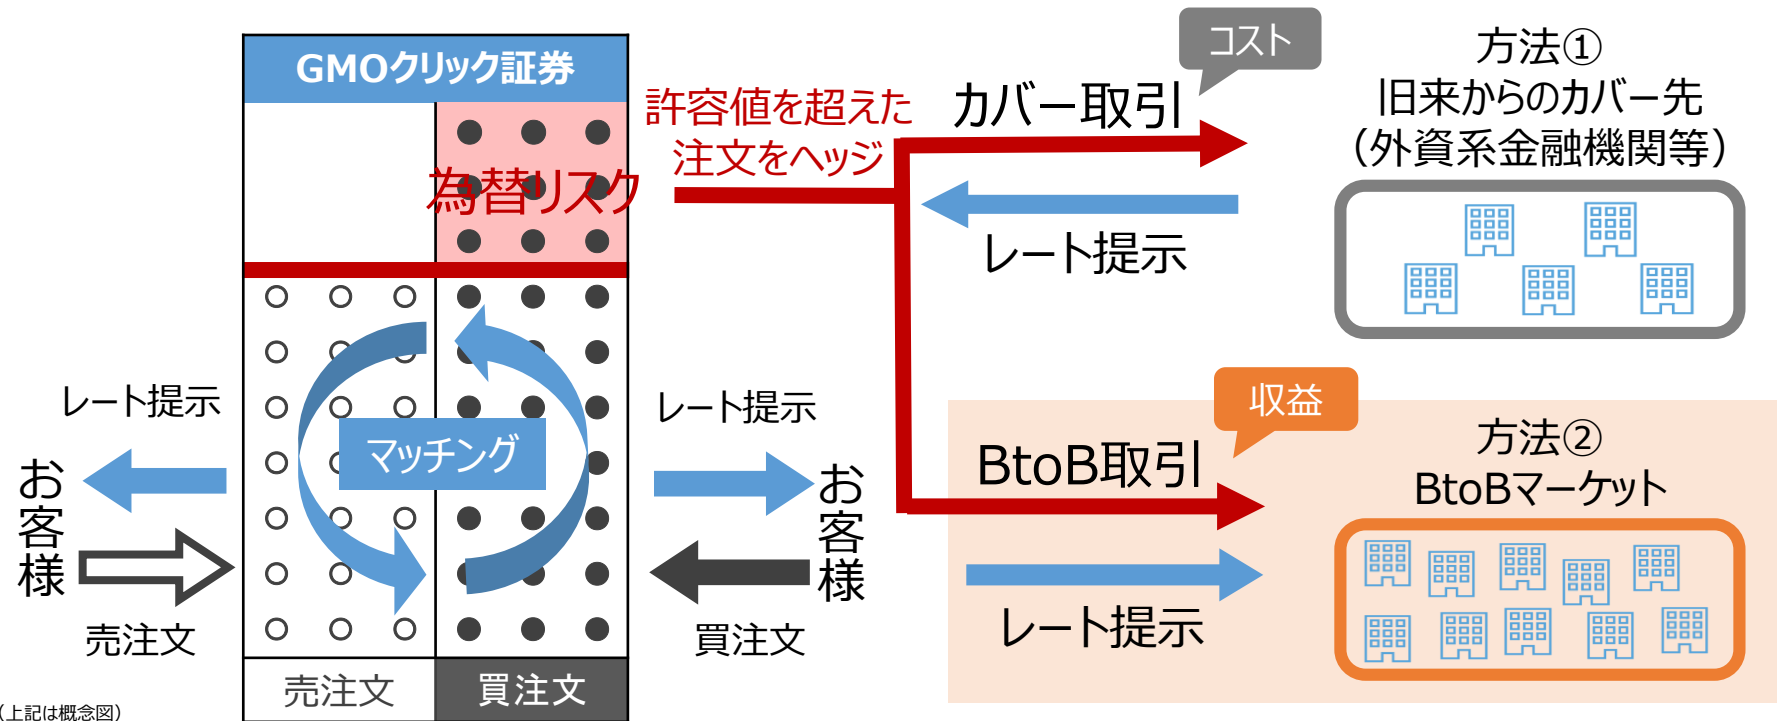 GMOクリック証券
為替リスク
マッチング
売注文
買注文
レート提示
お客様
売注文
レート提示
お客様
買注文
許容値を超えた
注文をヘッジ
カバー取引
コスト
レート提示
方法①
旧来からのカバー先
（外資系金融機関等）
BtoB取引
収益
レート提示
方法②
BtoBマーケット
（上記は概念図）